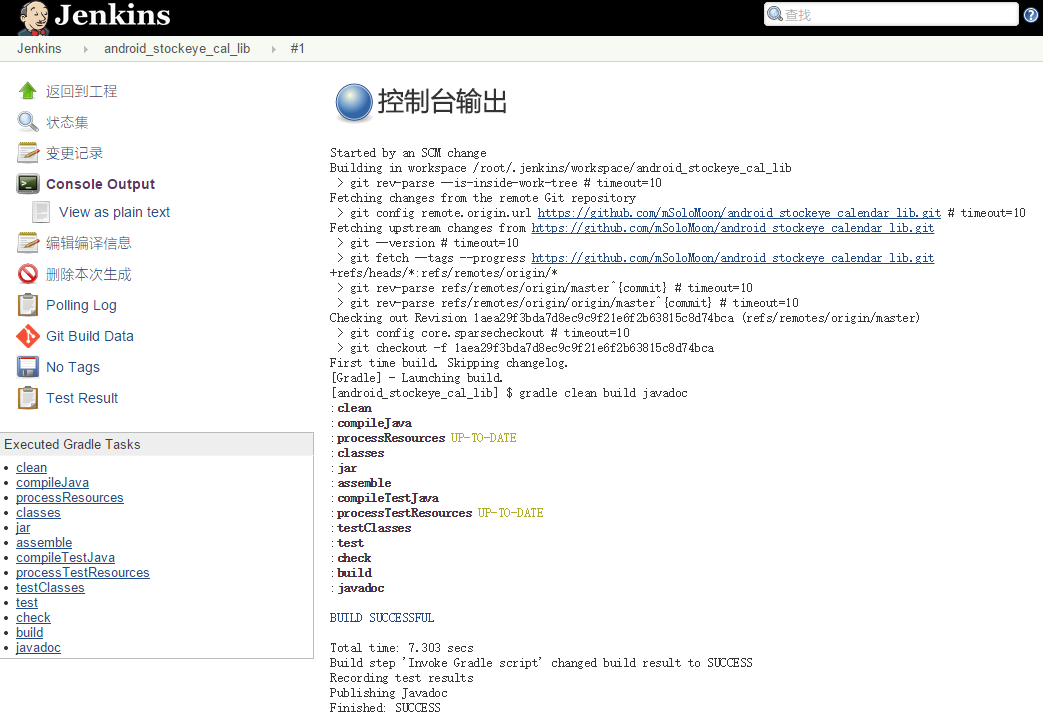 Jenkins
查找
Jenkins android_stockeye_cal_lib #1
返回到工程
状态集
变更记录
Console Output
View as plain text
编辑编译信息
删除本次生成
Polling Log
Git Build Data
No Tags
Test Result
Executed Gradle Tasks
clean
compileJava
processResources
classes
jar
assemble
compileTestJava
processTestResources
testClasses
test
check
build
javadoc
控制台输出
Started by an SCM change
Building in workspace /root/.jenkins/workspace/android_stockeye_cal_lib
> git rev-parse --is-inside-work-tree # timeout=10
Fetching changes from the remote Git repository
> git config remote.origin.url https://github.com/mSoloMoon/android_stockeye_calendar_lib.git # timeout=10
Fetching upstream changes from https://github.com/mSoloMoon/android_stockeye_calendar_lib.git
> git --version # timeout=10
> git fetch --tags --progress https://github.com/mSoloMoon/android_stockeye_calendar_lib.git
+refs/heads/*:refs/remotes/origin/*
> git rev-parse refs/remotes/origin/master^{commit} # timeout=10
> git rev-parse refs/remotes/origin/origin/master^{commit} # timeout=10
Checking out Revision 1aea29f3bda7d8ec9c9f21e6f2b63815c8d74bca (refs/remotes/origin/master)
> git config core.sparsecheckout # timeout=10
> git checkout -f 1aea29f3bda7d8ec9c9f21e6f2b63815c8d74bca
First time build. Skipping changelog.
[Gradle] - Launching build.
[android_stockeye_cal_lib] $ gradle clean build javadoc
:clean
:compileJava
:processResources UP-TO-DATE
:classes
:jar
:assemble
:compileTestJava
:processTestResources UP-TO-DATE
:testClasses
:test
:check
:build
:javadoc
BUILD SUCCESSFUL
Total time: 7.303 secs
Build step 'Invoke Gradle script' changed build result to SUCCESS
Recording test results
Publishing Javadoc
Finished: SUCCESS